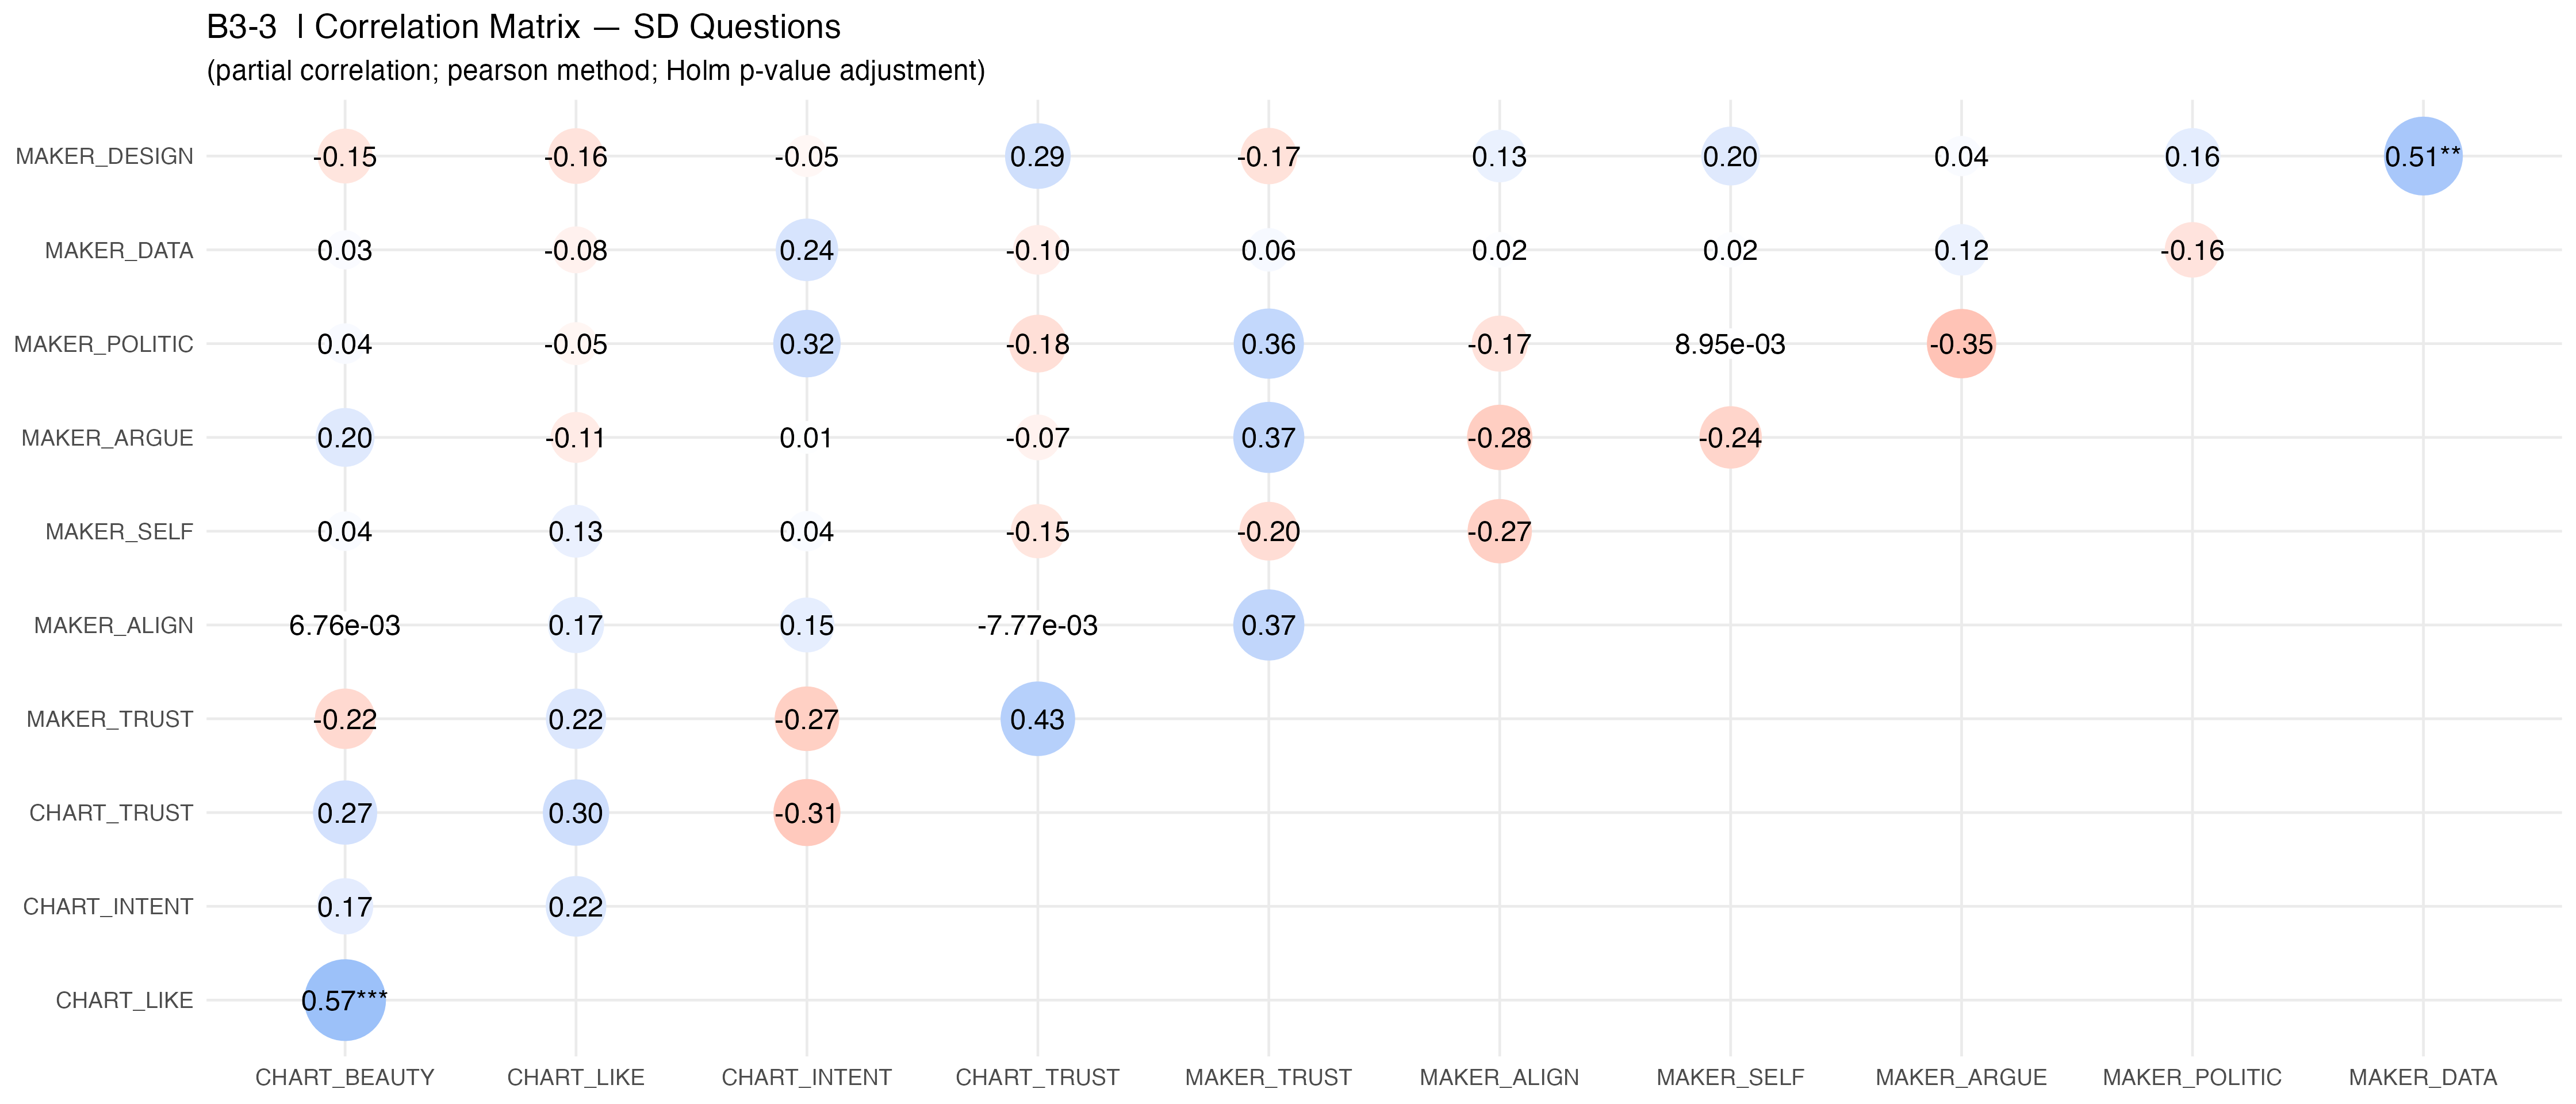 B3-3 | Correlation Matrix — SD Questions
(partial correlation; pearson method; Holm p-value adjustment)
MAKER_DESIGN -0.15 -0.16 -0.05 0.29 -0.17 0.13 0.20 0.04 0.16 0.51**
MAKER_DATA 0.03 -0.08 0.24 -0.10 0.06 0.02 0.02 0.12 -0.16
MAKER_POLITIC 0.04 -0.05 0.32 -0.18 0.36 -0.17 8.95e-03 -0.35
MAKER_ARGUE 0.20 -0.11 0.01 -0.07 0.37 -0.28 -0.24
MAKER_SELF 0.04 0.13 0.04 -0.15 -0.20 -0.27
MAKER_ALIGN 6.76e-03 0.17 0.15 -7.77e-03 0.37
MAKER_TRUST -0.22 0.22 -0.27 0.43
CHART_TRUST 0.27 0.30 -0.31
CHART_INTENT 0.17 0.22
CHART_LIKE 0.57***
CHART_BEAUTY CHART_LIKE CHART_INTENT CHART_TRUST MAKER_TRUST MAKER_ALIGN MAKER_SELF MAKER_ARGUE MAKER_POLITIC MAKER_DATA